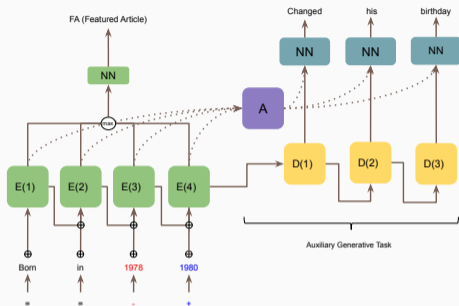 FA (Featured Article)
Changed his birthday
NN
NN NN NN
max
A
E(1) E(2) E(3) E(4)
D(1) D(2) D(3)
Auxiliary Generative Task
Born in 1978 1980
= = - +